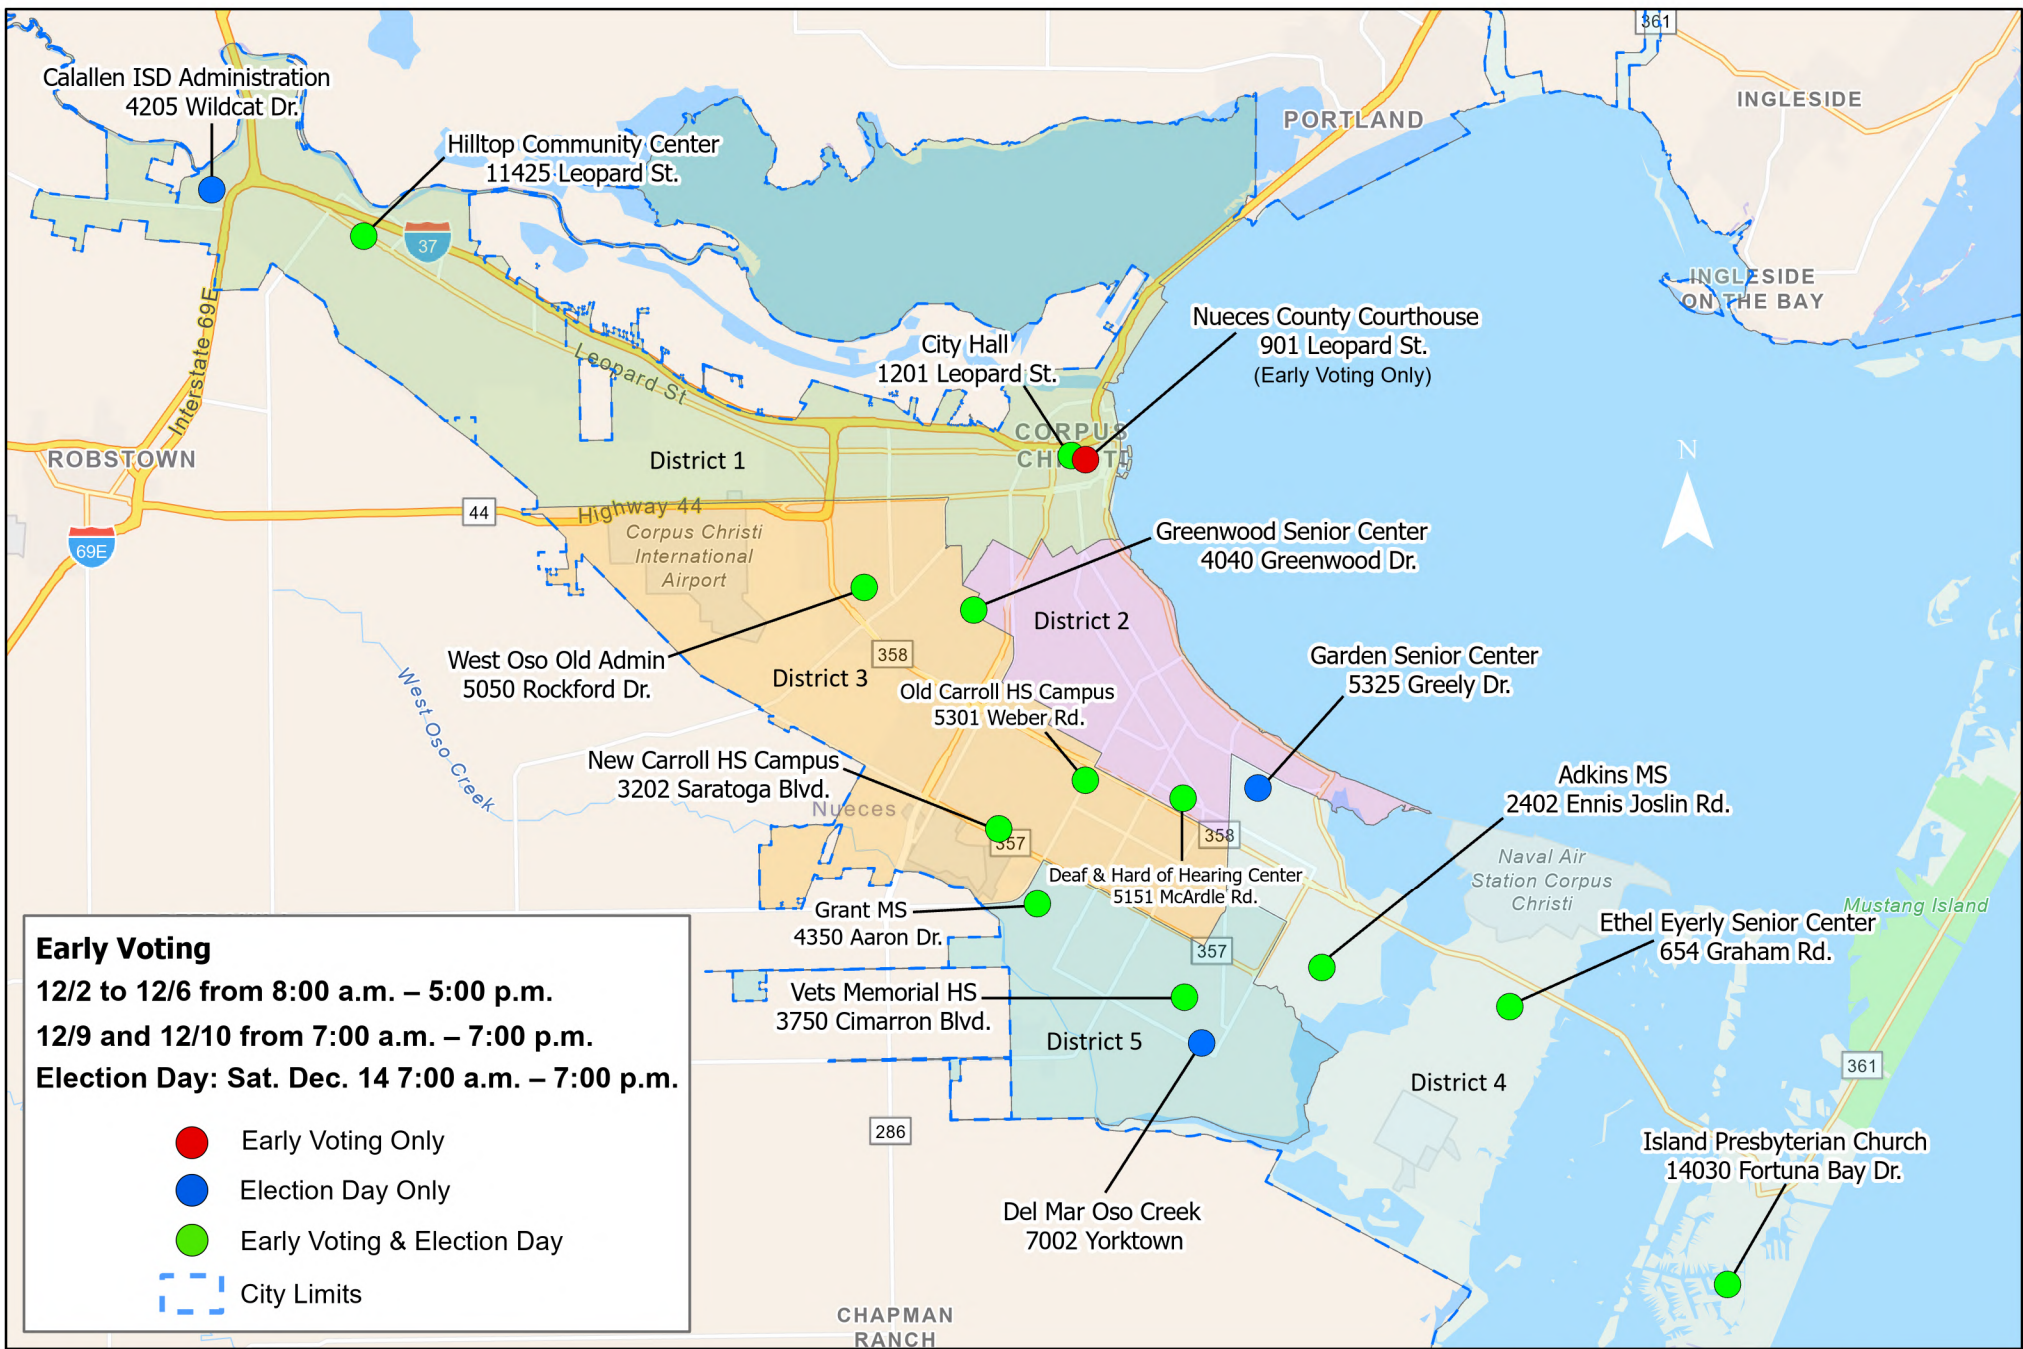 361
Calallen ISD Administration
4205 Wildcat Dr.
INGLESIDE
PORTLAND
Hilltop Community Center
11425 Leopard St.
37
INGLESIDE
ON THE BAY
Interstate 69E
Nueces County Courthouse
901 Leopard St.
(Early Voting Only)
City Hall
1201 Leopard St.
Leopard St
CORPUS
CHRISTI
ROBSTOWN
District 1
N
44
Highway 44
69E
Corpus Christi
International
Airport
Greenwood Senior Center
4040 Greenwood Dr.
District 2
358
West Oso Old Admin
5050 Rockford Dr.
District 3
Garden Senior Center
5325 Greely Dr.
Old Carroll HS Campus
5301 Weber Rd.
West Oso Creek
New Carroll HS Campus
3202 Saratoga Blvd.
Nueces
Adkins MS
2402 Ennis Joslin Rd.
357
358
Naval Air
Station Corpus
Christi
Deaf & Hard of Hearing Center
5151 McArdle Rd.
Mustang Island
Grant MS
4350 Aaron Dr.
Ethel Eyerly Senior Center
654 Graham Rd.
357
Vets Memorial HS
3750 Cimarron Blvd.
District 5
District 4
361
286
Island Presbyterian Church
14030 Fortuna Bay Dr.
Del Mar Oso Creek
7002 Yorktown
CHAPMAN
RANCH
Early Voting
12/2 to 12/6 from 8:00 a.m. – 5:00 p.m.
12/9 and 12/10 from 7:00 a.m. – 7:00 p.m.
Election Day: Sat. Dec. 14 7:00 a.m. – 7:00 p.m.
Early Voting Only
Election Day Only
Early Voting & Election Day
City Limits